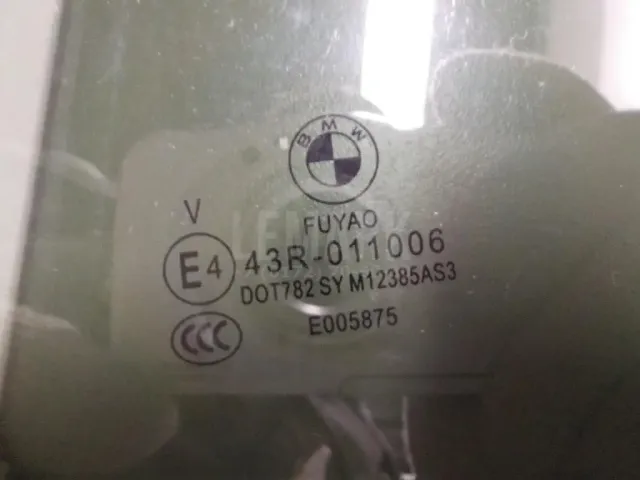 BMW
V
FUYAO
E4 43R-011006
DOT782 SY M12385AS3
CCC E005875